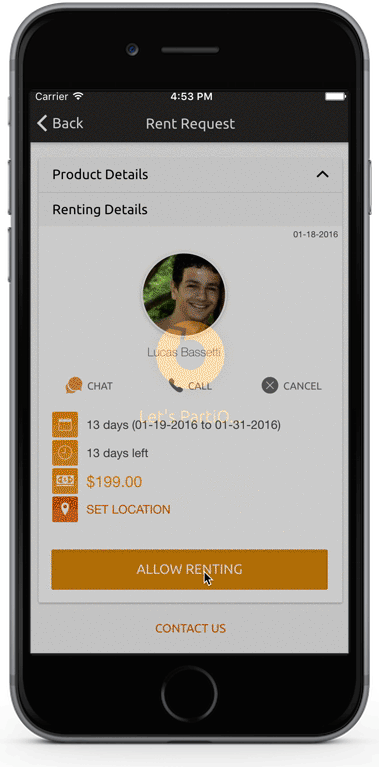 Carrier 4:53 PM
Back Rent Request
Product Details
Renting Details
01-18-2016
Lucas Bassetti
CHAT CALL CANCEL
Let's PartiO
13 days (01-19-2016 to 01-31-2016)
13 days left
$199.00
SET LOCATION
ALLOW RENTING
CONTACT US